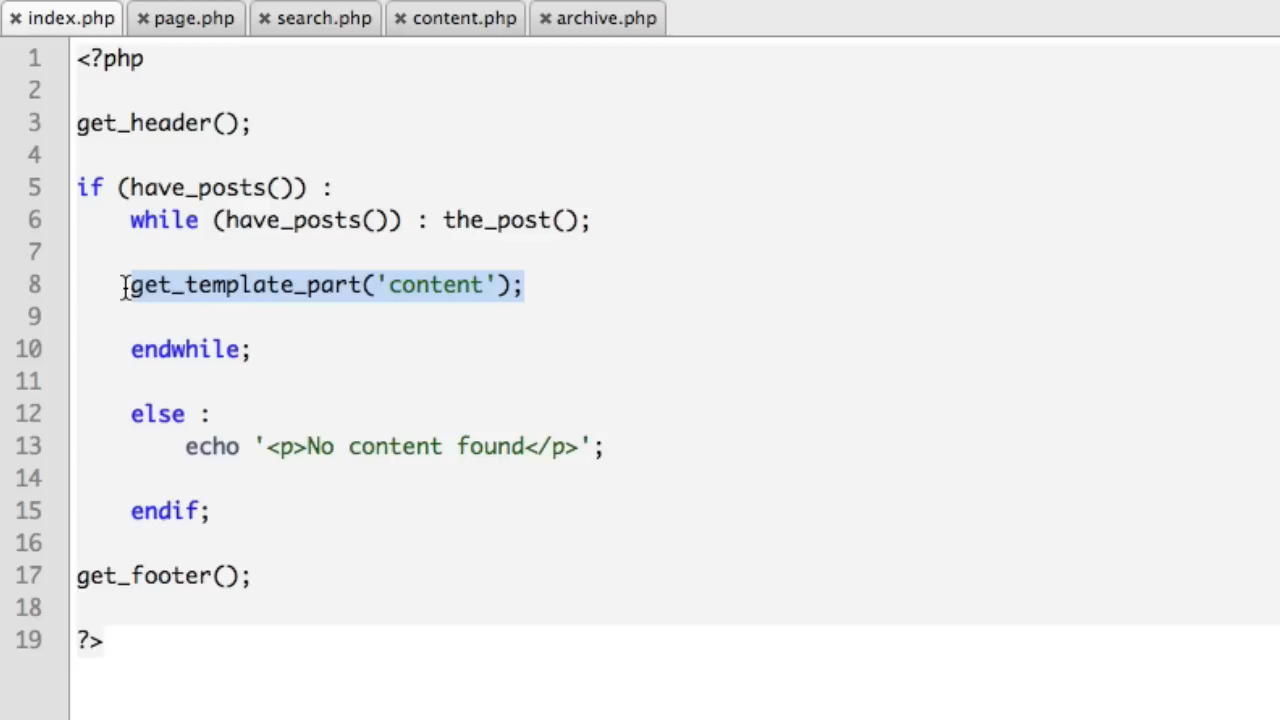 index.php page.php search.php content.php archive.php
1 <?php
2
3 get_header();
4
5 if (have_posts()) :
6 while (have_posts()) : the_post();
7
8 get_template_part('content');
9
10 endwhile;
11
12 else :
13 echo '<p>No content found</p>';
14
15 endif;
16
17 get_footer();
18
19 ?>